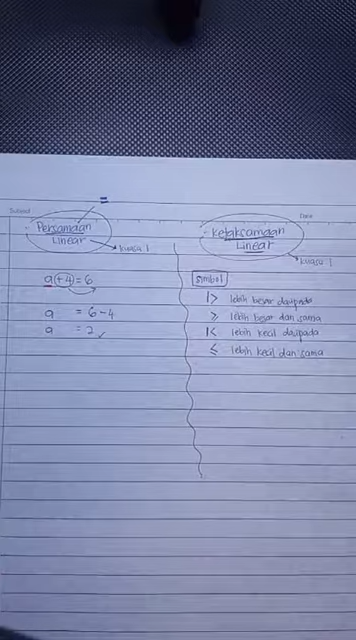 =
Subject
Persamaan
Linear
kuasa 1
a(+4)=6
a = 6-4
a = 2 ✓
Date
Ketaksamaan
Linear
kuasa 1
Simbol
> lebih besar daripada
≥ lebih besar dan sama
< lebih kecil daripada
≤ lebih kecil dan sama